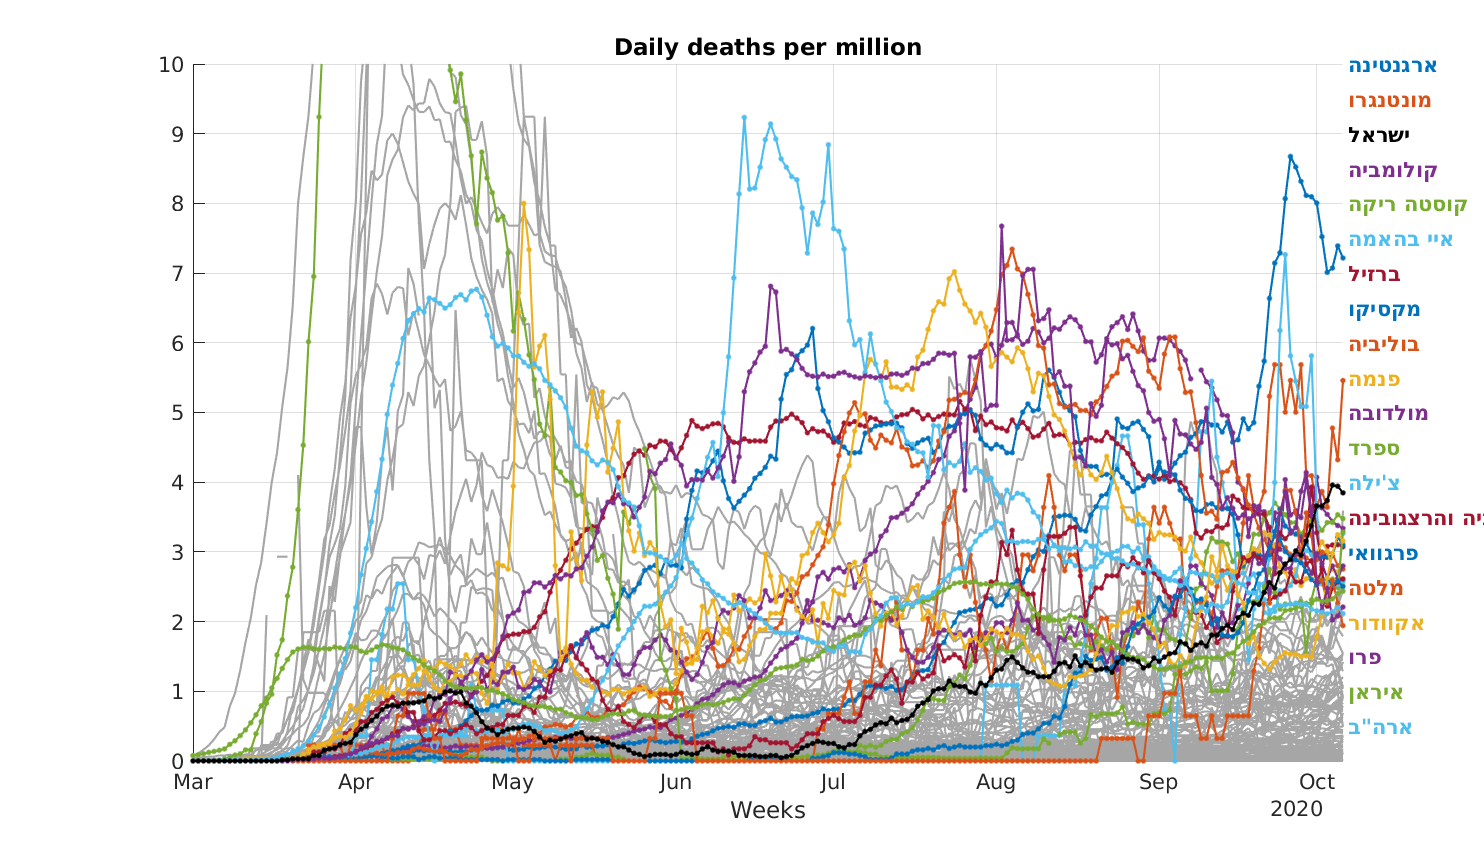 Daily deaths per million
10
9
8
7
6
5
4
3
2
1
0
Mar Apr May Jun Jul Aug Sep Oct
2020
Weeks
ארגנטינה
מונטנגרו
ישראל
קולומביה
קוסטה ריקה
איי בהאמה
ברזיל
מקסיקו
בוליביה
פנמה
מולדובה
ספרד
צ'ילה
יה והרצגובינה
פרגוואי
מלטה
אקוודור
פרו
איראן
ארה"ב